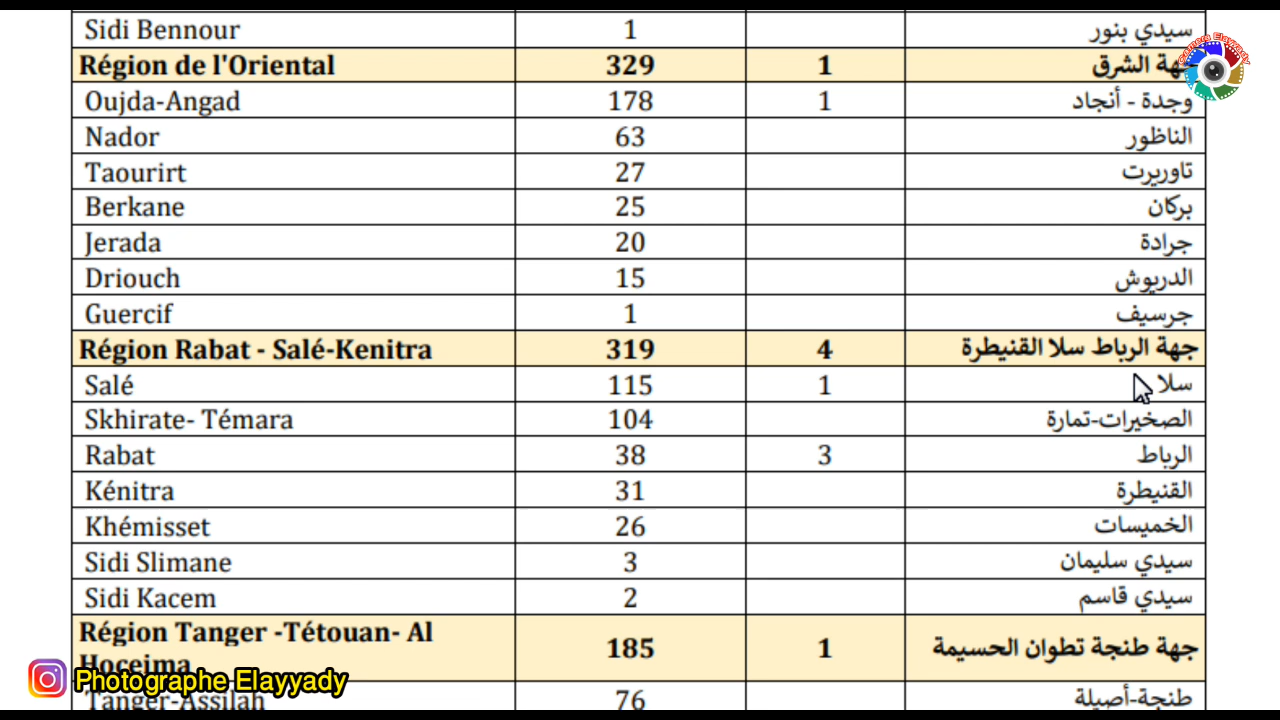 Sidi Bennour 1 سيدي بنور
Région de l'Oriental 329 1 جهة الشرق
Oujda-Angad 178 1 وجدة - أنجاد
Nador 63 الناظور
Taourirt 27 تاوريرت
Berkane 25 بركان
Jerada 20 جرادة
Driouch 15 الدريوش
Guercif 1 جرسيف
Région Rabat - Salé-Kenitra 319 4 جهة الرباط سلا القنيطرة
Salé 115 1 سلا
Skhirate- Témara 104 الصخيرات-تمارة
Rabat 38 3 الرباط
Kénitra 31 القنيطرة
Khémisset 26 الخميسات
Sidi Slimane 3 سيدي سليمان
Sidi Kacem 2 سيدي قاسم
Région Tanger -Tétouan- Al
Hoceima 185 1 جهة طنجة تطوان الحسيمة
Tanger-Assilah 76 طنجة-أصيلة
Photographe Elayyady